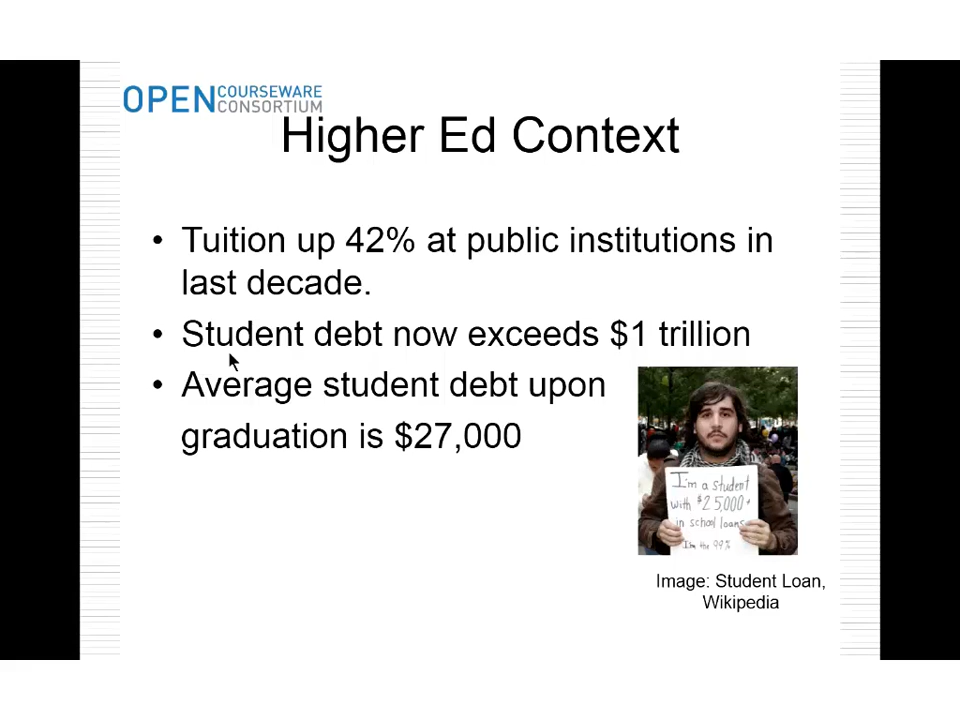 OPEN COURSEWARE CONSORTIUM
Higher Ed Context
• Tuition up 42% at public institutions in
last decade.
• Student debt now exceeds $1 trillion
• Average student debt upon
graduation is $27,000
I'm a student
with $25,000+
in school loans
I'm the 99%
Image: Student Loan,
Wikipedia